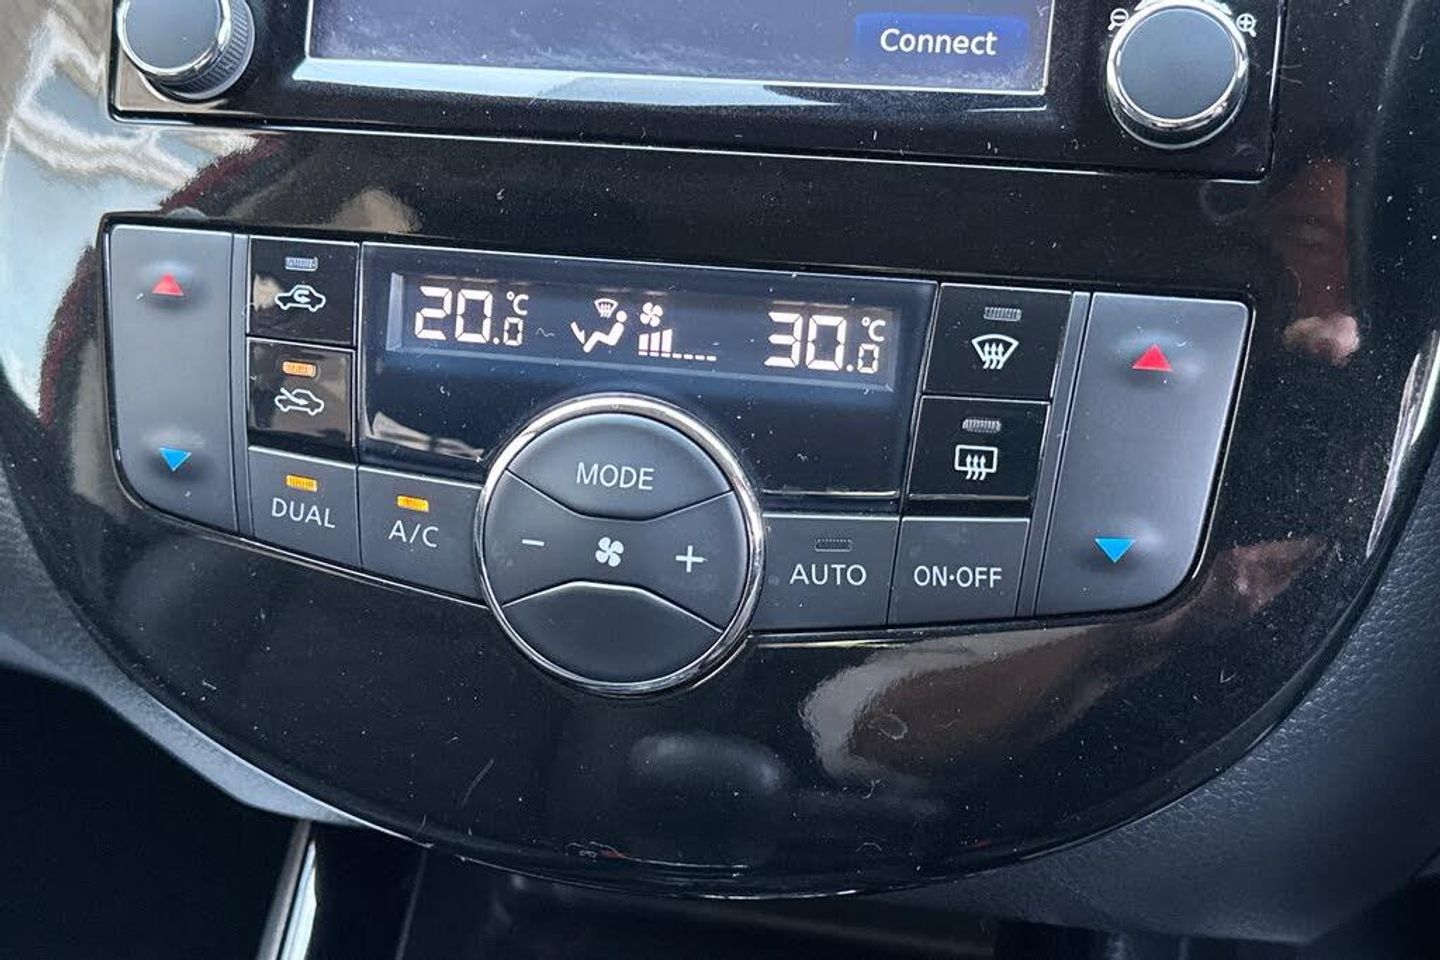 Connect
20.0 °C
30.0 °C
MODE
DUAL
A/C
−
+
AUTO
ON·OFF